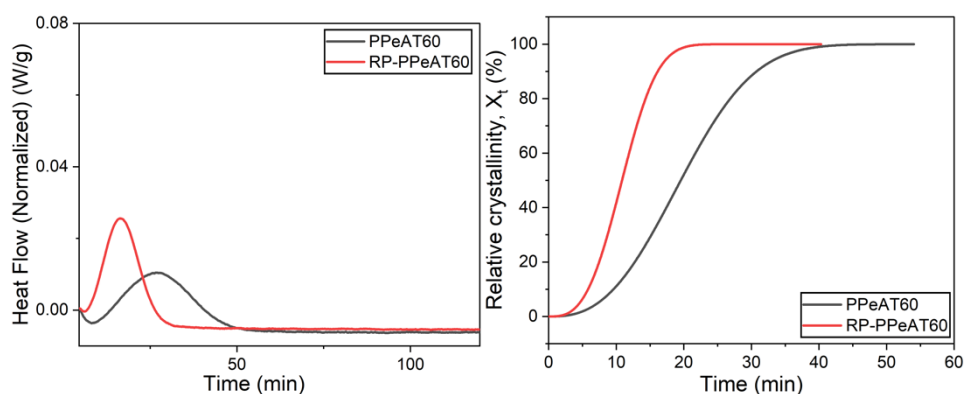 Heat Flow (Normalized) (W/g)
0.08
0.04
0.00
50
100
Time (min)
PPeAT60
RP-PPeAT60
Relative crystallinity, Xt (%)
100
80
60
40
20
0
0
10
20
30
40
50
60
Time (min)
PPeAT60
RP-PPeAT60